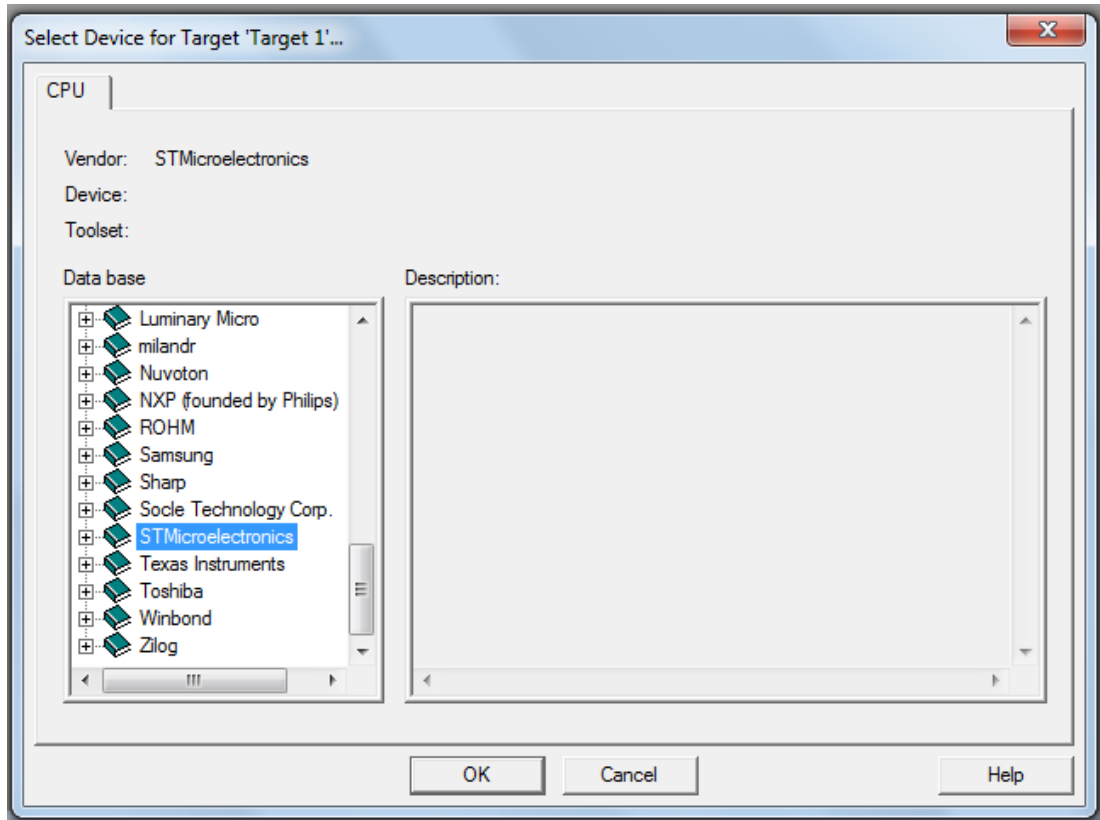 Select Device for Target 'Target 1'...
CPU
Vendor: STMicroelectronics
Device:
Toolset:
Data base
Description:
Luminary Micro
milandr
Nuvoton
NXP (founded by Philips)
ROHM
Samsung
Sharp
Socle Technology Corp.
STMicroelectronics
Texas Instruments
Toshiba
Winbond
Zilog
OK
Cancel
Help